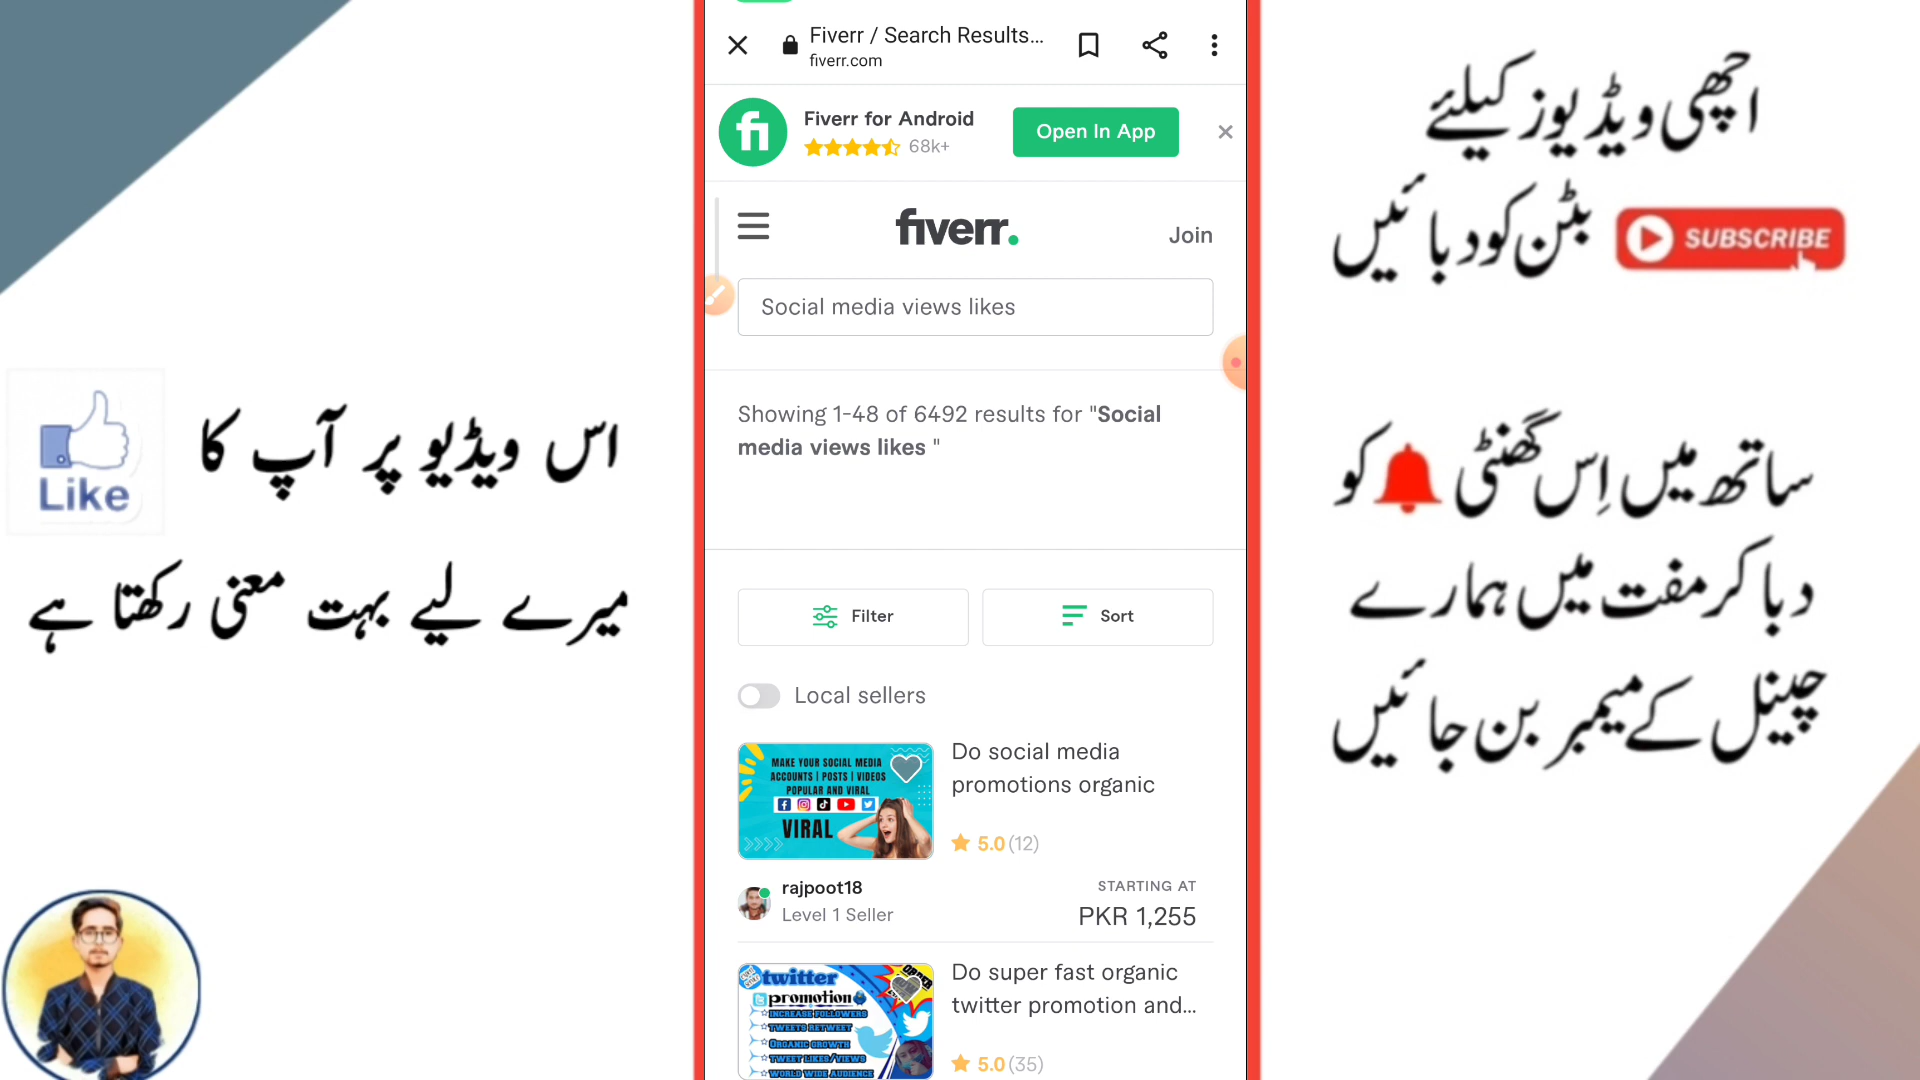 اس ویڈیو پر آپ کا
Like
میرے لیے بہت معنی رکھتا ہے
Fiverr / Search Results...
fiverr.com
Fiverr for Android
68k+
Open In App
fiverr.
Join
Social media views likes
Showing 1-48 of 6492 results for "Social
media views likes "
Filter
Sort
Local sellers
MAKE YOUR SOCIAL MEDIA
ACCOUNTS | POSTS | VIDEOS
POPULAR AND VIRAL
VIRAL
Do social media
promotions organic
5.0 (12)
rajpoot18
Level 1 Seller
STARTING AT
PKR 1,255
twitter
promotion
INCREASE FOLLOWERS
TWEETS RETWEET
ORGANIC GROWTH
TWEET LIKES/VIEWS
WORLD WIDE AUDIENCE
Do super fast organic
twitter promotion and...
5.0 (35)
اچھی ویڈیوز کیلئے
بٹن کو دبائیں
SUBSCRIBE
ساتھ میں اِس گھنٹی کو
دبا کر مفت میں ہمارے
چینل کے میمبر بن جائیں